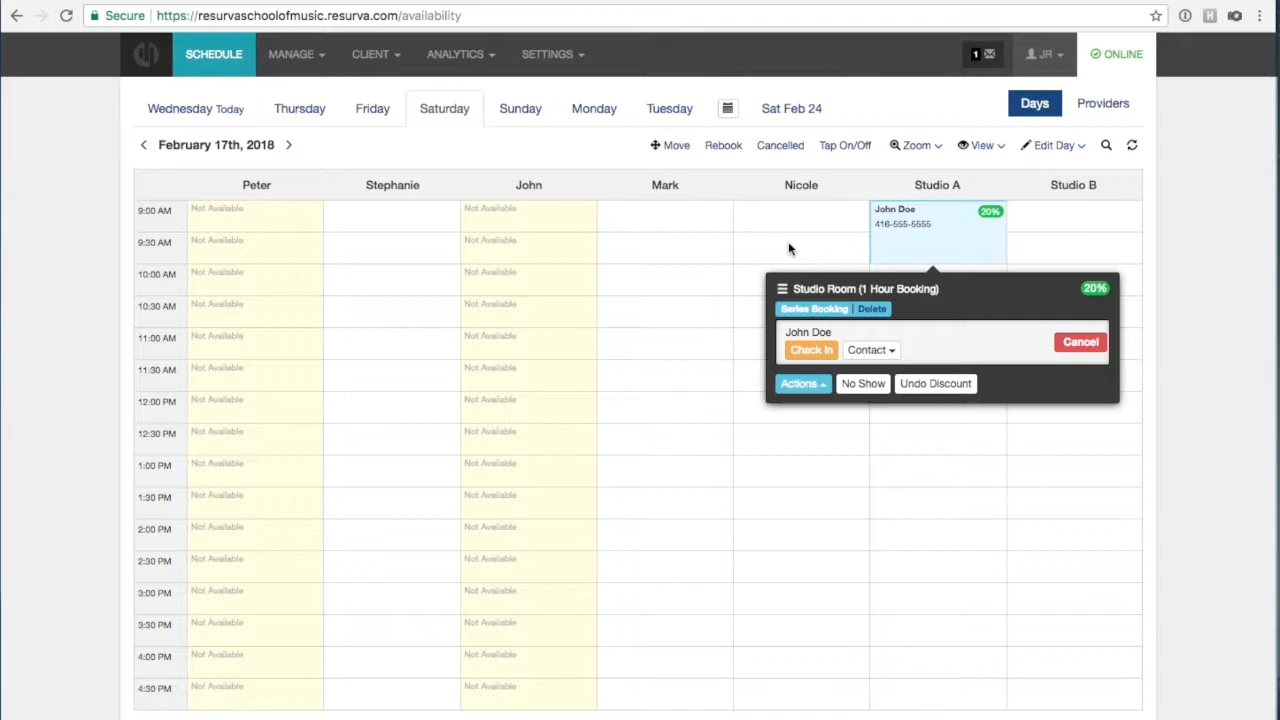 Secure https://resurvaschoolofmusic.resurva.com/availability
SCHEDULE MANAGE CLIENT ANALYTICS SETTINGS 1 JR ONLINE
Wednesday Today Thursday Friday Saturday Sunday Monday Tuesday Sat Feb 24 Days Providers
February 17th, 2018 Move Rebook Cancelled Tap On/Off Zoom View Edit Day
Peter Stephanie John Mark Nicole Studio A Studio B
9:00 AM Not Available Not Available John Doe 20%
416-555-5555
9:30 AM Not Available Not Available
10:00 AM Not Available Not Available
Studio Room (1 Hour Booking) 20%
10:30 AM Not Available Not Available
Series Booking | Delete
John Doe
11:00 AM Not Available Not Available
Check In Contact Cancel
11:30 AM Not Available Not Available
Actions No Show Undo Discount
12:00 PM Not Available Not Available
12:30 PM Not Available Not Available
1:00 PM Not Available Not Available
1:30 PM Not Available Not Available
2:00 PM Not Available Not Available
2:30 PM Not Available Not Available
3:00 PM Not Available Not Available
3:30 PM Not Available Not Available
4:00 PM Not Available Not Available
4:30 PM Not Available Not Available